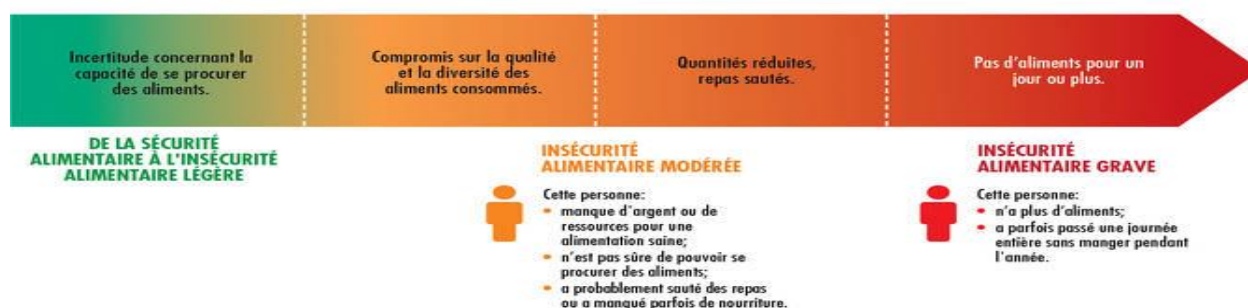 Incertitude concernant la
capacité de se procurer
des aliments.
Compromis sur la qualité
et la diversité des
aliments consommés.
Quantités réduites,
repas sautés.
Pas d'aliments pour un
jour ou plus.
DE LA SÉCURITÉ
ALIMENTAIRE À L'INSÉCURITÉ
ALIMENTAIRE LÉGÈRE
INSÉCURITÉ
ALIMENTAIRE MODÉRÉE
Cette personne:
• manque d'argent ou de
ressources pour une
alimentation saine;
• n'est pas sûre de pouvoir se
procurer des aliments;
• a probablement sauté des repas
ou a manqué parfois de nourriture.
INSÉCURITÉ
ALIMENTAIRE GRAVE
Cette personne:
• n'a plus d'aliments;
• a parfois passé une journée
entière sans manger pendant
l'année.